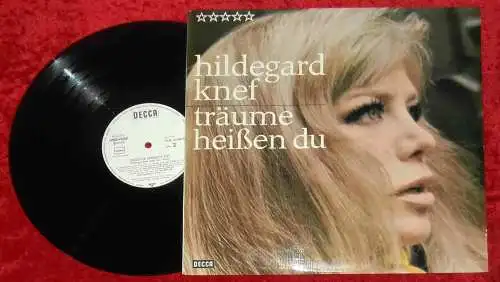 ☆☆☆☆☆
hildegard
knef
träume
heißen du
DECCA
DECCA